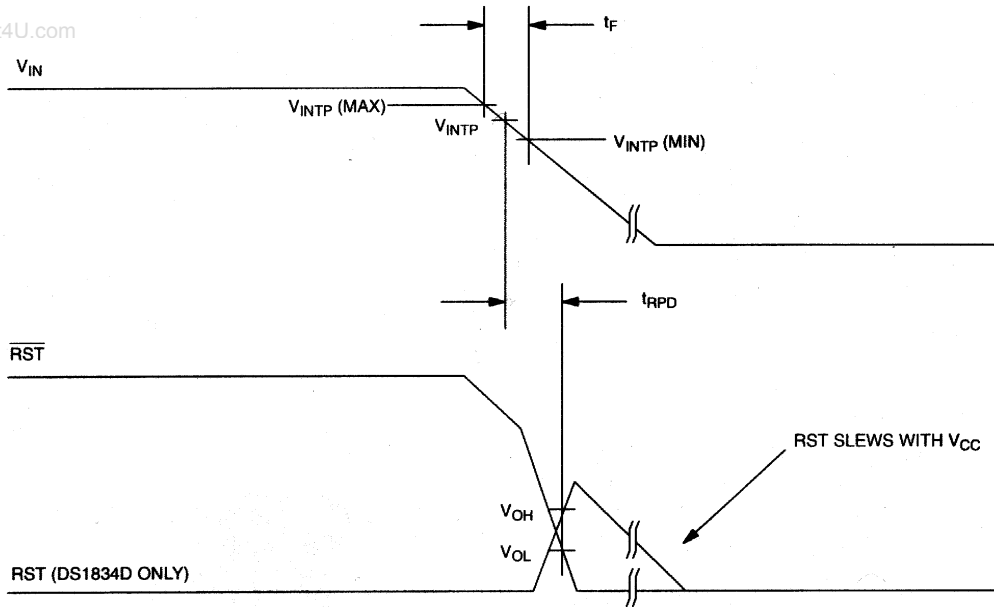 4U.com
tF
VIN
VINTP (MAX)
VINTP
VINTP (MIN)
tRPD
RST
RST SLEWS WITH VCC
VOH
VOL
RST (DS1834D ONLY)